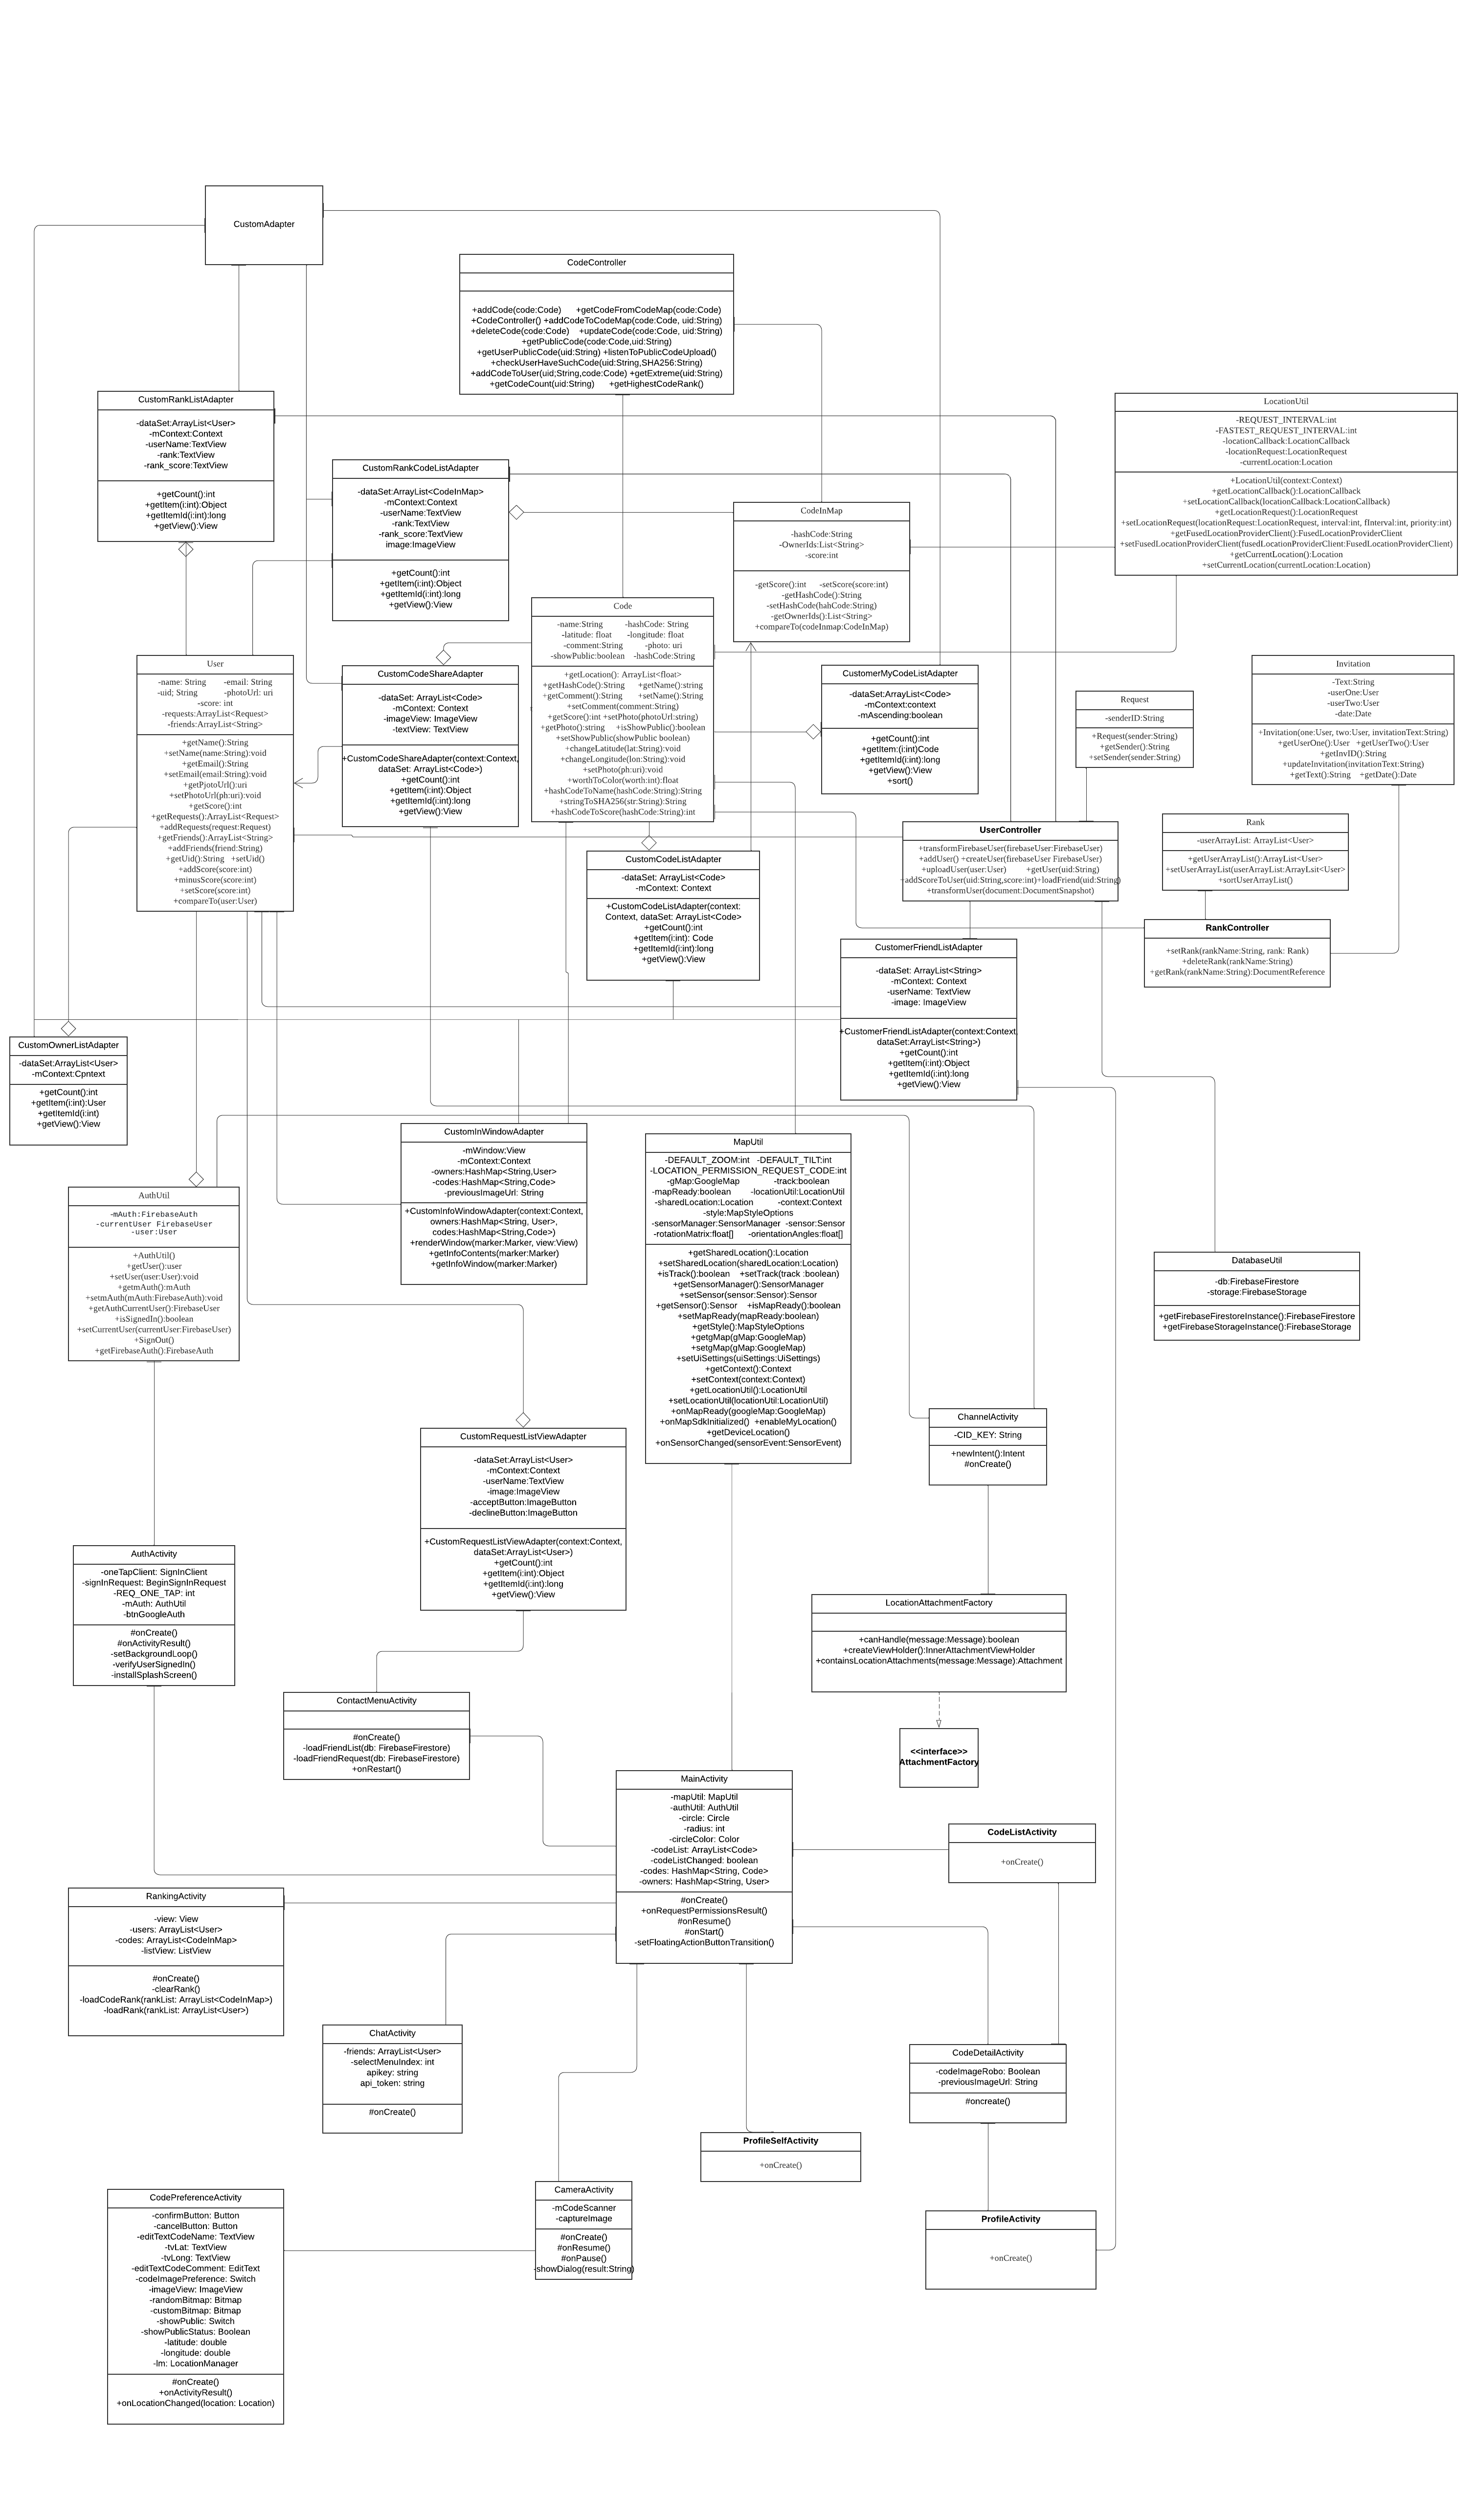 CustomAdapter
CodeController
+addCode(code:Code) +getCodeFromCodeMap(code:Code)
+CodeController() +addCodeToCodeMap(code:Code, uid:String)
+deleteCode(code:Code) +updateCode(code:Code, uid:String)
+getPublicCode(code:Code,uid:String)
+getUserPublicCode(uid:String) +listenToPublicCodeUpload()
+checkUserHaveSuchCode(uid:String,SHA256:String)
+addCodeToUser(uid;String,code:Code) +getExtreme(uid:String)
+getCodeCount(uid:String) +getHighestCodeRank()
CustomRankListAdapter
-dataSet:ArrayList<User>
-mContext:Context
-userName:TextView
-rank:TextView
-rank_score:TextView
+getCount():int
+getItem(i:int):Object
+getItemId(i:int):long
+getView():View
LocationUtil
-REQUEST_INTERVAL:int
-FASTEST_REQUEST_INTERVAL:int
-locationCallback:LocationCallback
-locationRequest:LocationRequest
-currentLocation:Location
+LocationUtil(context:Context)
+getLocationCallback():LocationCallback
+setLocationCallback(locationCallback:LocationCallback)
+getLocationRequest():LocationRequest
+setLocationRequest(locationRequest:LocationRequest, interval:int, fInterval:int, priority:int)
+getFusedLocationProviderClient():FusedLocationProviderClient
+setFusedLocationProviderClient(fusedLocationProviderClient:FusedLocationProviderClient)
+getCurrentLocation():Location
+setCurrentLocation(currentLocation:Location)
CustomRankCodeListAdapter
-dataSet:ArrayList<CodeInMap>
-mContext:Context
-userName:TextView
-rank:TextView
-rank_score:TextView
image:ImageView
+getCount():int
+getItem(i:int):Object
+getItemId(i:int):long
+getView():View
CodeInMap
-hashCode:String
-OwnerIds:List<String>
-score:int
-getScore():int -setScore(score:int)
-getHashCode():String
-setHashCode(hahCode:String)
-getOwnerIds():List<String>
+compareTo(codeInmap:CodeInMap)
Code
-name:String -hashCode: String
-latitude: float -longitude: float
-comment:String -photo: uri
-showPublic:boolean -hashCode:String
+getLocation(): ArrayList<float>
+getHashCode():String +getName():string
+getComment():String +setName():String
+setComment(comment:String)
+getScore():int +setPhoto(photoUrl:string)
+getPhoto():string +isShowPublic():boolean
+setShowPublic(showPublic boolean)
+changeLatitude(lat:String):void
+changeLongitude(lon:String):void
+setPhoto(ph:uri):void
+worthToColor(worth:int):float
+hashCodeToName(hashCode:String):String
+stringToSHA256(str:String):String
+hashCodeToScore(hashCode:String):int
User
-name: String -email: String
-uid; String -photoUrl: uri
-score: int
-requests:ArrayList<Request>
-friends:ArrayList<String>
+getName():String
+setName(name:String):void
+getEmail():String
+setEmail(email:String):void
+getPjotoUrl():uri
+setPhotoUrl(ph:uri):void
+getScore():int
+getRequests():ArrayList<Request>
+addRequests(request:Request)
+getFriends():ArrayList<String>
+addFriends(friend:String)
+getUid():String +setUid()
+addScore(score:int)
+minusScore(score:int)
+setScore(score:int)
+compareTo(user:User)
CustomCodeShareAdapter
-dataSet: ArrayList<Code>
-mContext: Context
-imageView: ImageView
-textView: TextView
+CustomCodeShareAdapter(context:Context,
dataSet: ArrayList<Code>)
+getCount():int
+getItem(i:int):Object
+getItemId(i:int):long
+getView():View
CustomerMyCodeListAdapter
-dataSet:ArrayList<Code>
-mContext:context
-mAscending:boolean
+getCount():int
+getItem:(i:int)Code
+getItemId(i:int):long
+getView():View
+sort()
Request
-senderID:String
+Request(sender:String)
+getSender():String
+setSender(sender:String)
Invitation
-Text:String
-userOne:User
-userTwo:User
-date:Date
+Invitation(one:User, two:User, invitationText:String)
+getUserOne():User +getUserTwo():User
+getInvID():String
+updateInvitation(invitationText:String)
+getText():String +getDate():Date
UserController
+transformFirebaseUser(firebaseUser:FirebaseUser)
+addUser() +createUser(firebaseUser FirebaseUser)
+uploadUser(user:User) +getUser(uid:String)
+addScoreToUser(uid:String,score:int)+loadFriend(uid:String)
+transformUser(document:DocumentSnapshot)
Rank
-userArrayList: ArrayList<User>
+getUserArrayList():ArrayList<User>
+setUserArrayList(userArrayList:ArrayLsit<User>
+sortUserArrayList()
CustomCodeListAdapter
-dataSet: ArrayList<Code>
-mContext: Context
+CustomCodeListAdapter(context:
Context, dataSet: ArrayList<Code>
+getCount():int
+getItem(i:int): Code
+getItemId(i:int):long
+getView():View
RankController
+setRank(rankName:String, rank: Rank)
+deleteRank(rankName:String)
+getRank(rankName:String):DocumentReference
CustomerFriendListAdapter
-dataSet: ArrayList<String>
-mContext: Context
-userName: TextView
-image: ImageView
+CustomerFriendListAdapter(context:Context,
dataSet:ArrayList<String>)
+getCount():int
+getItem(i:int):Object
+getItemId(i:int):long
+getView():View
CustomOwnerListAdapter
-dataSet:ArrayList<User>
-mContext:Cpntext
+getCount():int
+getItem(i:int):User
+getItemId(i:int)
+getView():View
CustomInWindowAdapter
-mWindow:View
-mContext:Context
-owners:HashMap<String,User>
-codes:HashMap<String,Code>
-previousImageUrl: String
+CustomInfoWindowAdapter(context:Context,
owners:HashMap<String, User>,
codes:HashMap<String,Code>)
+renderWindow(marker:Marker, view:View)
+getInfoContents(marker:Marker)
+getInfoWindow(marker:Marker)
MapUtil
-DEFAULT_ZOOM:int -DEFAULT_TILT:int
-LOCATION_PERMISSION_REQUEST_CODE:int
-gMap:GoogleMap -track:boolean
-mapReady:boolean -locationUtil:LocationUtil
-sharedLocation:Location -context:Context
-style:MapStyleOptions
-sensorManager:SensorManager -sensor:Sensor
-rotationMatrix:float[] -orientationAngles:float[]
+getSharedLocation():Location
+setSharedLocation(sharedLocation:Location)
+isTrack():boolean +setTrack(track :boolean)
+getSensorManager():SensorManager
+setSensor(sensor:Sensor):Sensor
+getSensor():Sensor +isMapReady():boolean
+setMapReady(mapReady:boolean)
+getStyle():MapStyleOptions
+getgMap(gMap:GoogleMap)
+setgMap(gMap:GoogleMap)
+setUiSettings(uiSettings:UiSettings)
+getContext():Context
+setContext(context:Context)
+getLocationUtil():LocationUtil
+setLocationUtil(locationUtil:LocationUtil)
+onMapReady(googleMap:GoogleMap)
+onMapSdkInitialized() +enableMyLocation()
+getDeviceLocation()
+onSensorChanged(sensorEvent:SensorEvent)
AuthUtil
-mAuth:FirebaseAuth
-currentUser FirebaseUser
-user:User
+AuthUtil()
+getUser():user
+setUser(user:User):void
+getmAuth():mAuth
+setmAuth(mAuth:FirebaseAuth):void
+getAuthCurrentUser():FirebaseUser
+isSignedIn():boolean
+setCurrentUser(currentUser:FirebaseUser)
+SignOut()
+getFirebaseAuth():FirebaseAuth
DatabaseUtil
-db:FirebaseFirestore
-storage:FirebaseStorage
+getFirebaseFirestoreInstance():FirebaseFirestore
+getFirebaseStorageInstance():FirebaseStorage
ChannelActivity
-CID_KEY: String
+newIntent():Intent
#onCreate()
CustomRequestListViewAdapter
-dataSet:ArrayList<User>
-mContext:Context
-userName:TextView
-image:ImageView
-acceptButton:ImageButton
-declineButton:ImageButton
+CustomRequestListViewAdapter(context:Context,
dataSet:ArrayList<User>)
+getCount():int
+getItem(i:int):Object
+getItemId(i:int):long
+getView():View
AuthActivity
-oneTapClient: SignInClient
-signInRequest: BeginSignInRequest
-REQ_ONE_TAP: int
-mAuth: AuthUtil
-btnGoogleAuth
#onCreate()
#onActivityResult()
-setBackgroundLoop()
-verifyUserSignedIn()
-installSplashScreen()
LocationAttachmentFactory
+canHandle(message:Message):boolean
+createViewHolder():InnerAttachmentViewHolder
+containsLocationAttachments(message:Message):Attachment
ContactMenuActivity
#onCreate()
-loadFriendList(db: FirebaseFirestore)
-loadFriendRequest(db: FirebaseFirestore)
+onRestart()
<<interface>>
AttachmentFactory
MainActivity
-mapUtil: MapUtil
-authUtil: AuthUtil
-circle: Circle
-radius: int
-circleColor: Color
-codeList: ArrayList<Code>
-codeListChanged: boolean
-codes: HashMap<String, Code>
-owners: HashMap<String, User>
#onCreate()
+onRequestPermissionsResult()
#onResume()
#onStart()
-setFloatingActionButtonTransition()
CodeListActivity
+onCreate()
RankingActivity
-view: View
-users: ArrayList<User>
-codes: ArrayList<CodeInMap>
-listView: ListView
#onCreate()
-clearRank()
-loadCodeRank(rankList: ArrayList<CodeInMap>)
-loadRank(rankList: ArrayList<User>)
ChatActivity
-friends: ArrayList<User>
-selectMenuIndex: int
apikey: string
api_token: string
#onCreate()
CodeDetailActivity
-codeImageRobo: Boolean
-previousImageUrl: String
#oncreate()
ProfileSelfActivity
+onCreate()
CameraActivity
-mCodeScanner
-captureImage
#onCreate()
#onResume()
#onPause()
-showDialog(result:String)
CodePreferenceActivity
-confirmButton: Button
-cancelButton: Button
-editTextCodeName: TextView
-tvLat: TextView
-tvLong: TextView
-editTextCodeComment: EditText
-codeImagePreference: Switch
-imageView: ImageView
-randomBitmap: Bitmap
-customBitmap: Bitmap
-showPublic: Switch
-showPublicStatus: Boolean
-latitude: double
-longitude: double
-lm: LocationManager
#onCreate()
+onActivityResult()
+onLocationChanged(location: Location)
ProfileActivity
+onCreate()